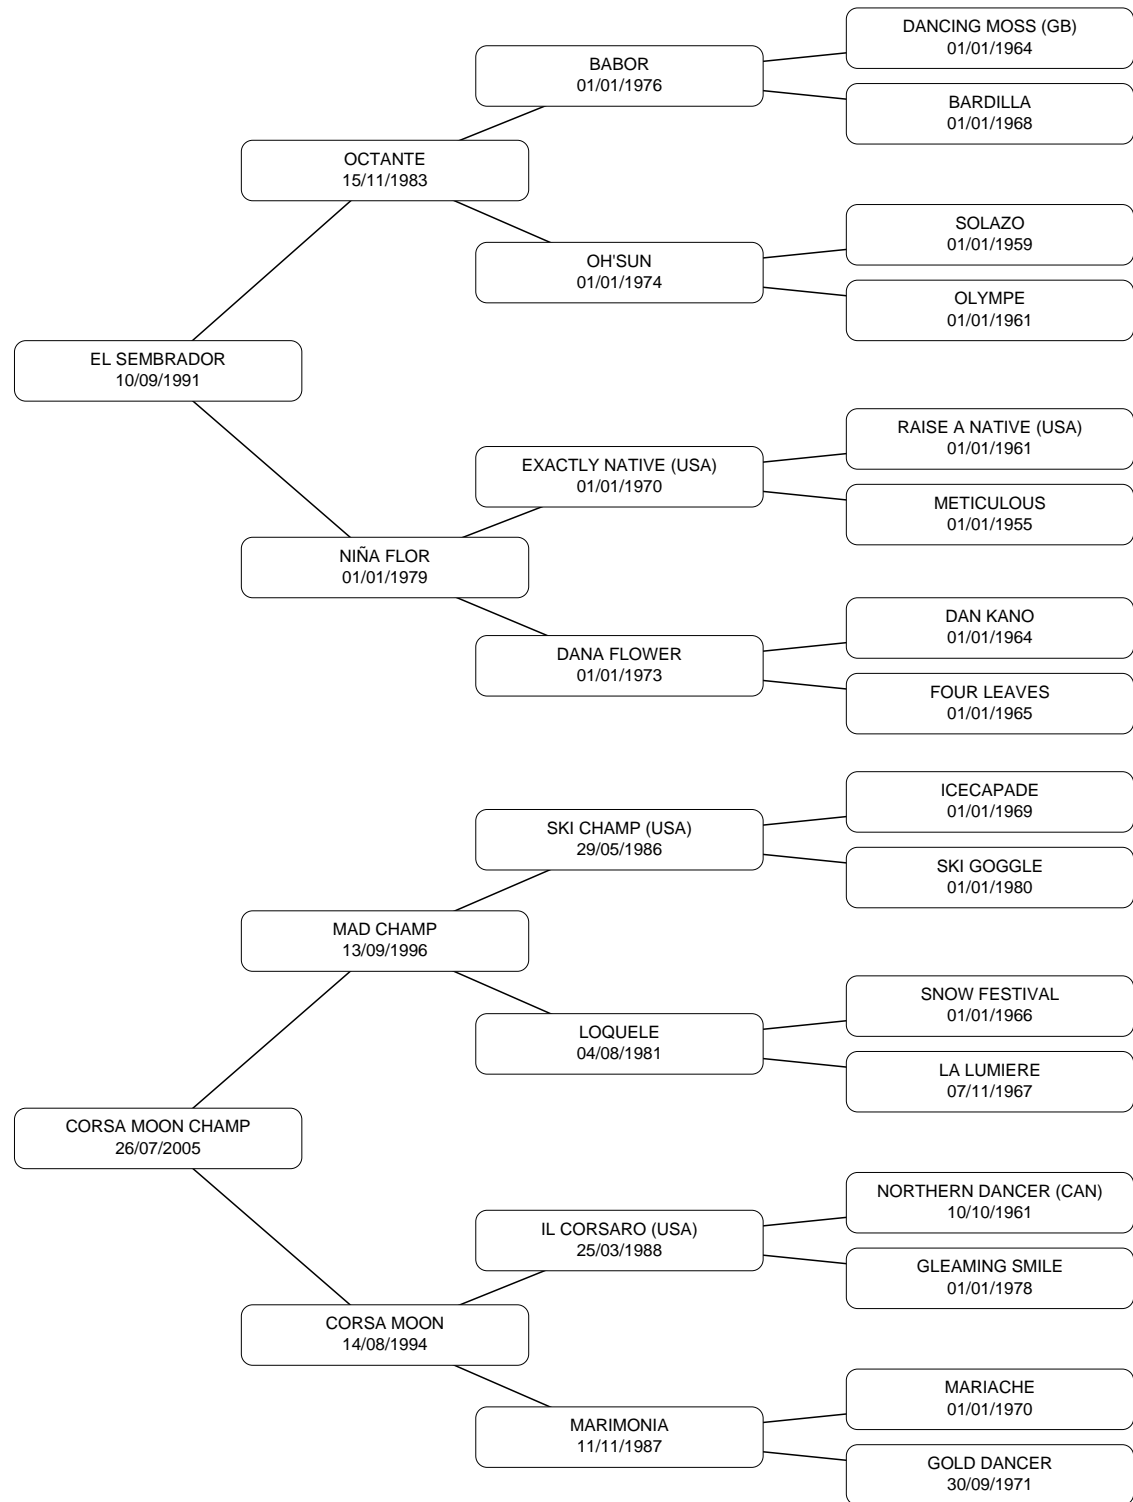 DANCING MOSS (GB)
01/01/1964
BABOR
01/01/1976
BARDILLA
01/01/1968
OCTANTE
15/11/1983
SOLAZO
01/01/1959
OH'SUN
01/01/1974
OLYMPE
01/01/1961
EL SEMBRADOR
10/09/1991
RAISE A NATIVE (USA)
01/01/1961
EXACTLY NATIVE (USA)
01/01/1970
METICULOUS
01/01/1955
NIÑA FLOR
01/01/1979
DAN KANO
01/01/1964
DANA FLOWER
01/01/1973
FOUR LEAVES
01/01/1965
ICECAPADE
01/01/1969
SKI CHAMP (USA)
29/05/1986
SKI GOGGLE
01/01/1980
MAD CHAMP
13/09/1996
SNOW FESTIVAL
01/01/1966
LOQUELE
04/08/1981
LA LUMIERE
07/11/1967
CORSA MOON CHAMP
26/07/2005
NORTHERN DANCER (CAN)
10/10/1961
IL CORSARO (USA)
25/03/1988
GLEAMING SMILE
01/01/1978
CORSA MOON
14/08/1994
MARIACHE
01/01/1970
MARIMONIA
11/11/1987
GOLD DANCER
30/09/1971